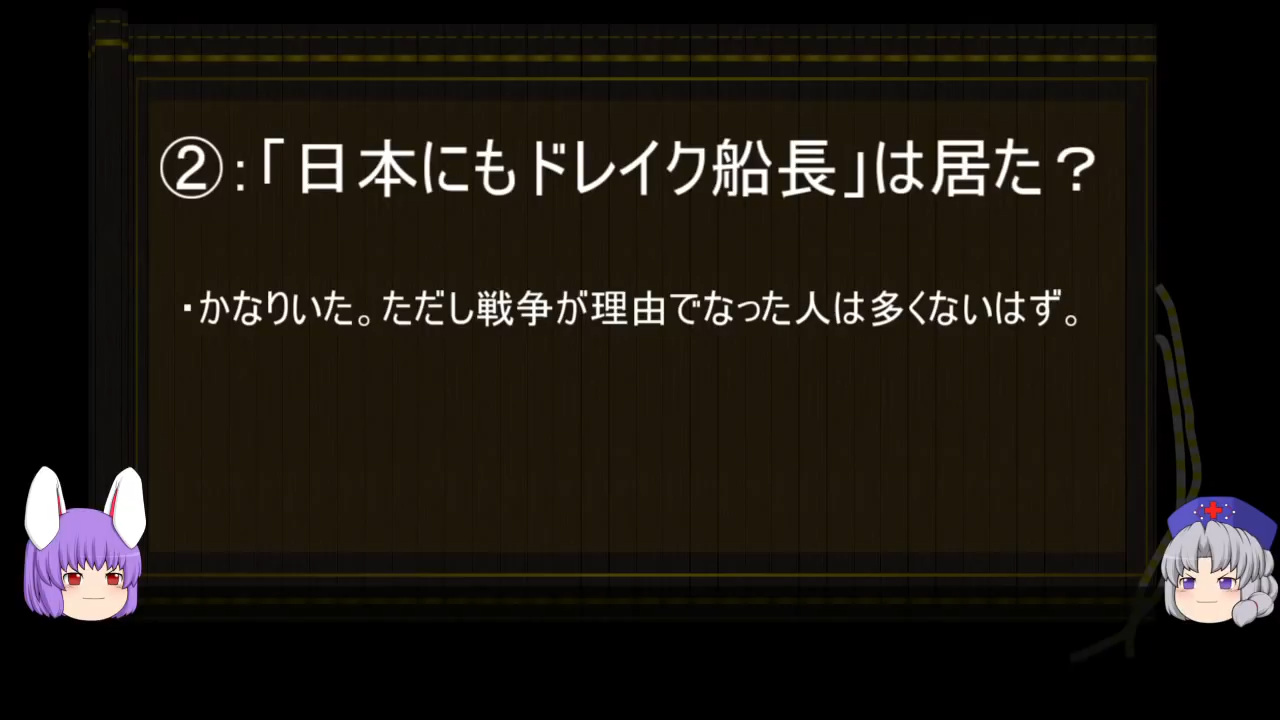 ②:「日本にもドレイク船長」は居た?
・かなりいた。ただし戦争が理由でなった人は多くないはず。